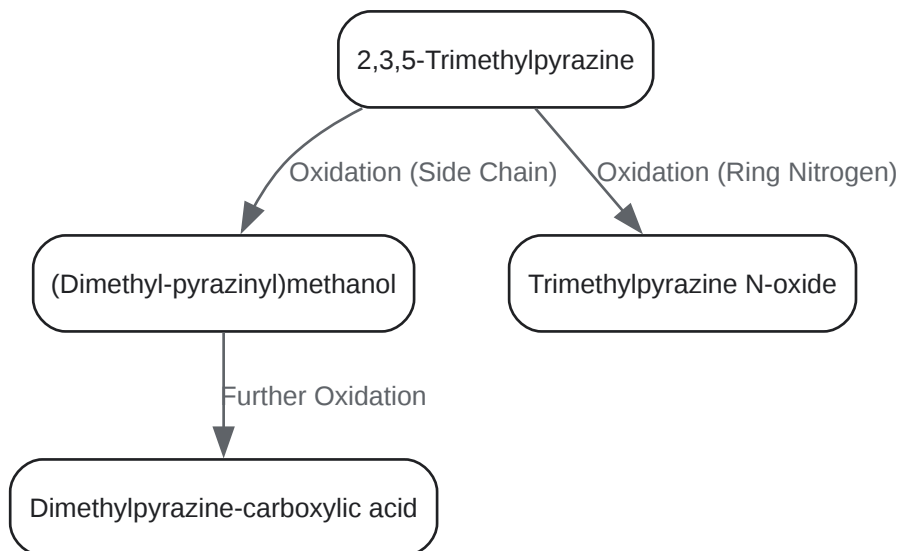 2,3,5-Trimethylpyrazine
Oxidation (Side Chain)
Oxidation (Ring Nitrogen)
(Dimethyl-pyrazinyl)methanol
Trimethylpyrazine N-oxide
Further Oxidation
Dimethylpyrazine-carboxylic acid